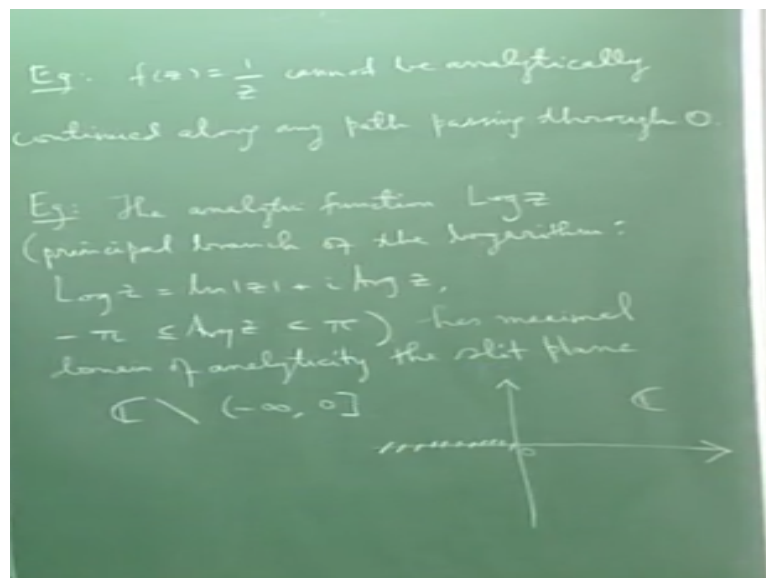 Eg:. f(z) = 1/z cannot be analytically
continued along any path passing through 0.
Eg: The analytic function Log z
(principal branch of the logarithm:
Log z = ln|z| + i Arg z,
-π ≤ Arg z < π) has maximal
domain of analyticity the slit plane
ℂ \ (-∞, 0]
ℂ
0